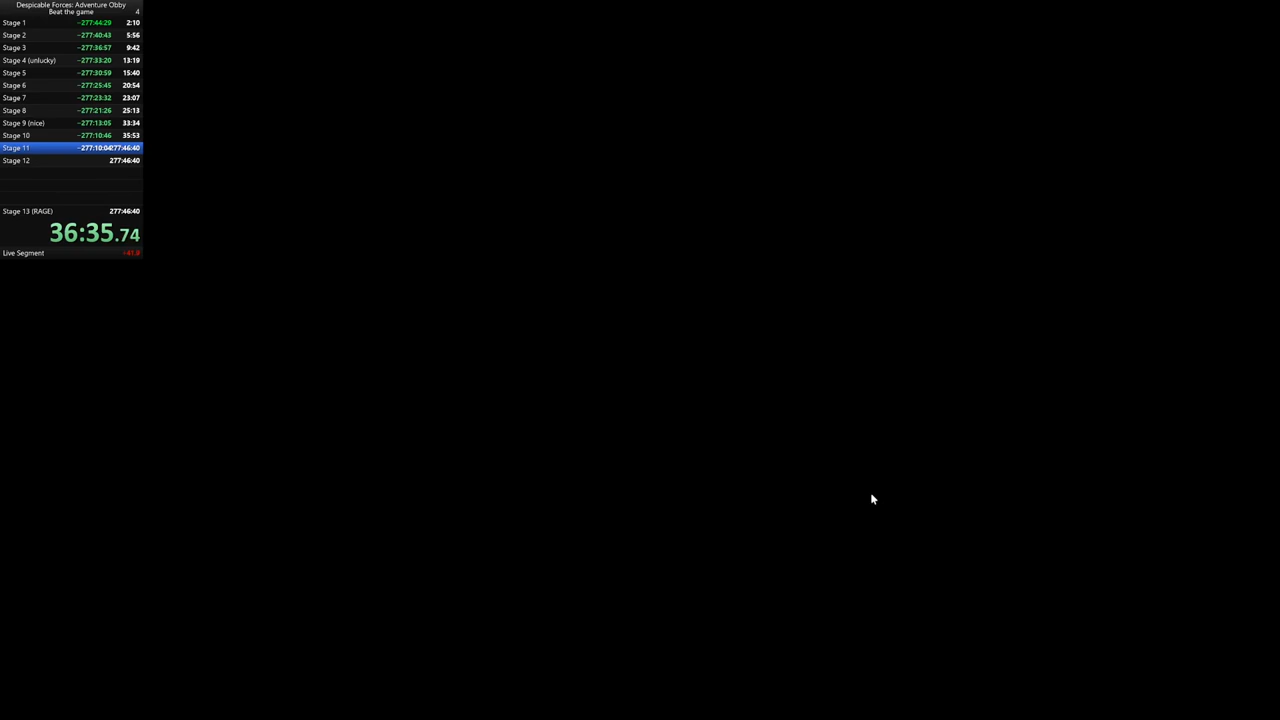 Despicable Forces: Adventure Obby
Beat the game 4
Stage 1 −277:44:29 2:10
Stage 2 −277:40:43 5:56
Stage 3 −277:36:57 9:42
Stage 4 (unlucky) −277:33:20 13:19
Stage 5 −277:30:59 15:40
Stage 6 −277:25:45 20:54
Stage 7 −277:23:32 23:07
Stage 8 −277:21:26 25:13
Stage 9 (nice) −277:13:05 33:34
Stage 10 −277:10:46 35:53
Stage 11 −277:10:04 277:46:40
Stage 12 277:46:40
Stage 13 (RAGE) 277:46:40
36:35.74
Live Segment +41.8